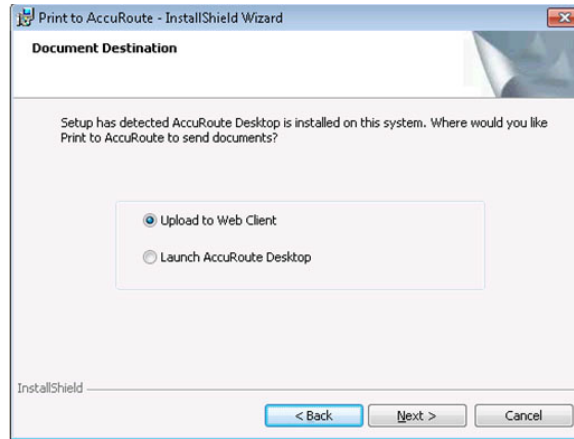 Print to AccuRoute - InstallShield Wizard
Document Destination
Setup has detected AccuRoute Desktop is installed on this system. Where would you like
Print to AccuRoute to send documents?
Upload to Web Client
Launch AccuRoute Desktop
InstallShield
< Back
Next >
Cancel